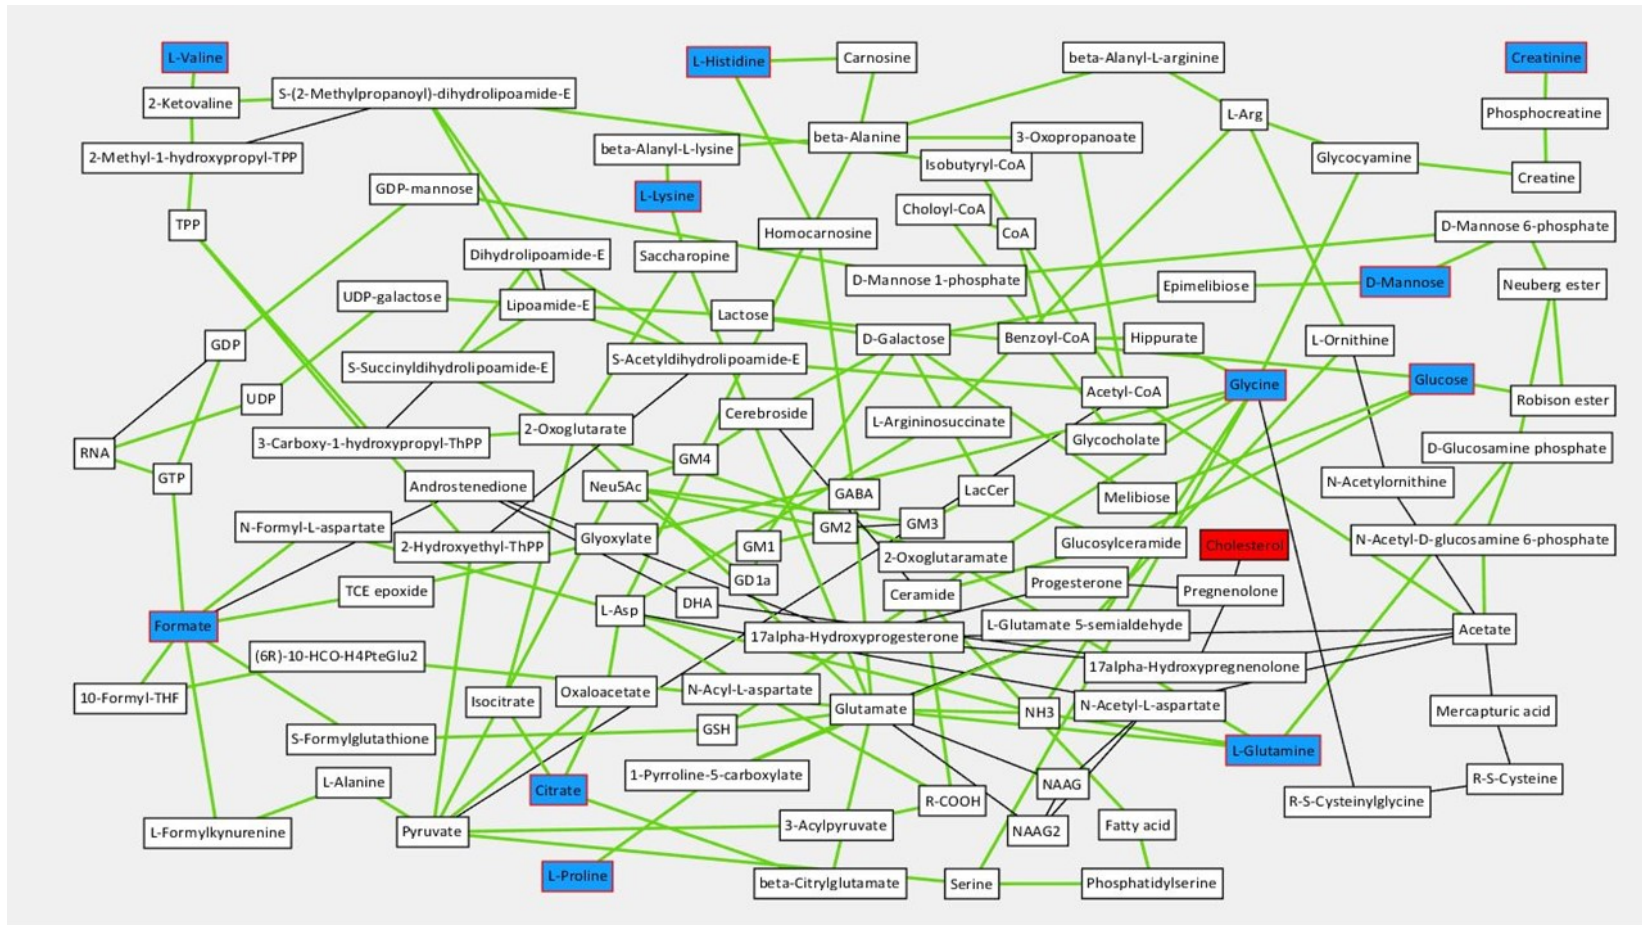 L-Valine
L-Histidine
Carnosine
beta-Alanyl-L-arginine
Creatinine
2-Ketovaline
S-(2-Methylpropanoyl)-dihydrolipoamide-E
L-Arg
Phosphocreatine
2-Methyl-1-hydroxypropyl-TPP
beta-Alanyl-L-lysine
beta-Alanine
3-Oxopropanoate
Isobutyryl-CoA
Glycocyamine
Creatine
GDP-mannose
L-Lysine
TPP
Choloyl-CoA
CoA
Homocarnosine
D-Mannose 6-phosphate
Dihydrolipoamide-E
Saccharopine
D-Mannose 1-phosphate
Epimelibiose
D-Mannose
Neuberg ester
UDP-galactose
Lipoamide-E
Lactose
D-Galactose
Benzoyl-CoA
Hippurate
L-Ornithine
GDP
S-Succinyldihydrolipoamide-E
S-Acetyldihydrolipoamide-E
Acetyl-CoA
Glycine
Glucose
UDP
Robison ester
Cerebroside
L-Argininosuccinate
2-Oxoglutarate
3-Carboxy-1-hydroxypropyl-ThPP
Glycocholate
RNA
GM4
D-Glucosamine phosphate
GTP
Androstenedione
Neu5Ac
GABA
LacCer
Melibiose
N-Acetylornithine
N-Formyl-L-aspartate
GM2
GM3
2-Hydroxyethyl-ThPP
Glyoxylate
GM1
2-Oxoglutaramate
Glucosylceramide
Cholesterol
N-Acetyl-D-glucosamine 6-phosphate
TCE epoxide
GD1a
Ceramide
Progesterone
Pregnenolone
DHA
L-Asp
Formate
17alpha-Hydroxyprogesterone
L-Glutamate 5-semialdehyde
Acetate
(6R)-10-HCO-H4PteGlu2
17alpha-Hydroxypregnenolone
10-Formyl-THF
Isocitrate
Oxaloacetate
N-Acyl-L-aspartate
Glutamate
NH3
N-Acetyl-L-aspartate
Mercapturic acid
S-Formylglutathione
GSH
L-Glutamine
L-Alanine
Citrate
1-Pyrroline-5-carboxylate
NAAG
R-S-Cysteine
R-COOH
R-S-Cysteinylglycine
L-Formylkynurenine
Pyruvate
3-Acylpyruvate
NAAG2
Fatty acid
L-Proline
beta-Citrylglutamate
Serine
Phosphatidylserine